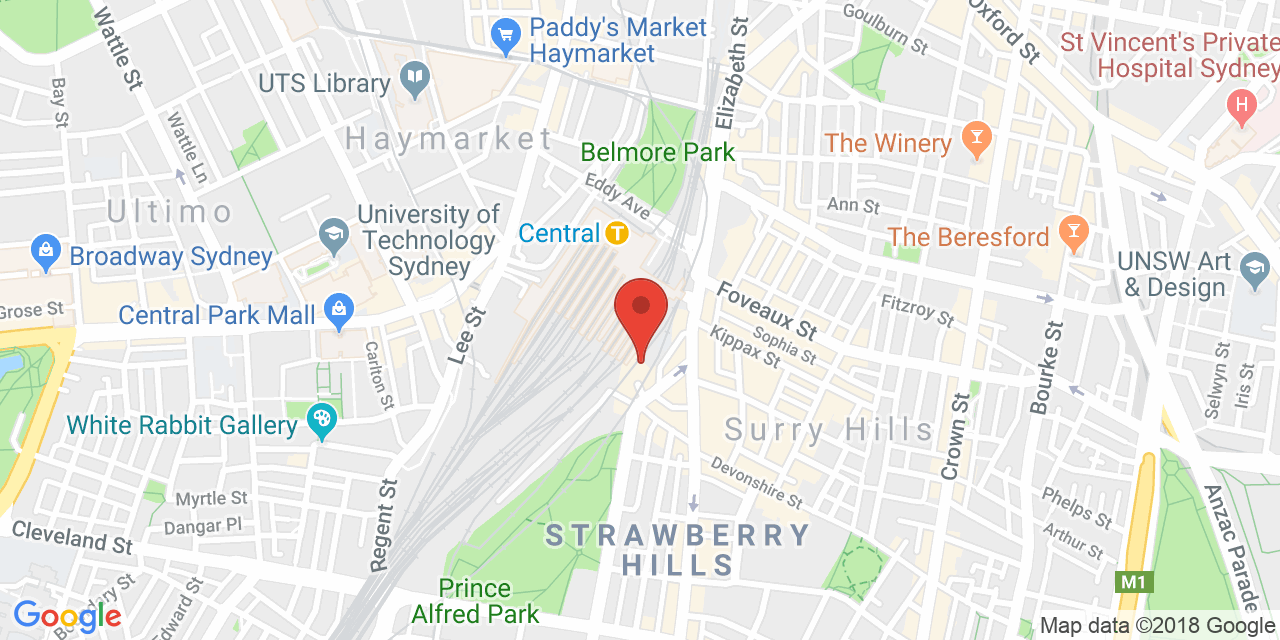 Wattle St
Paddy's Market
Haymarket
Elizabeth St
Goulburn St
Oxford St
St Vincent's Private
Hospital Sydney
H
Bay St
UTS Library
Wattle Ln
Haymarket
Belmore Park
The Winery
Eddy Ave
Ann St
Ultimo
University of
Technology
Sydney
Central
T
The Beresford
UNSW Art
& Design
Broadway Sydney
Grose St
Central Park Mall
Lee St
Foveaux St
Fitzroy St
Sophia St
Kippax St
Carlton St
Bourke St
Selwyn St
Iris St
White Rabbit Gallery
Surry Hills
Crown St
Devonshire St
Myrtle St
Dangar Pl
Regent St
Phelps St
Arthur St
Anzac Parade
Cleveland St
STRAWBERRY
HILLS
M1
Prince
Alfred Park
Edward St
Google
Map data ©2018 Google